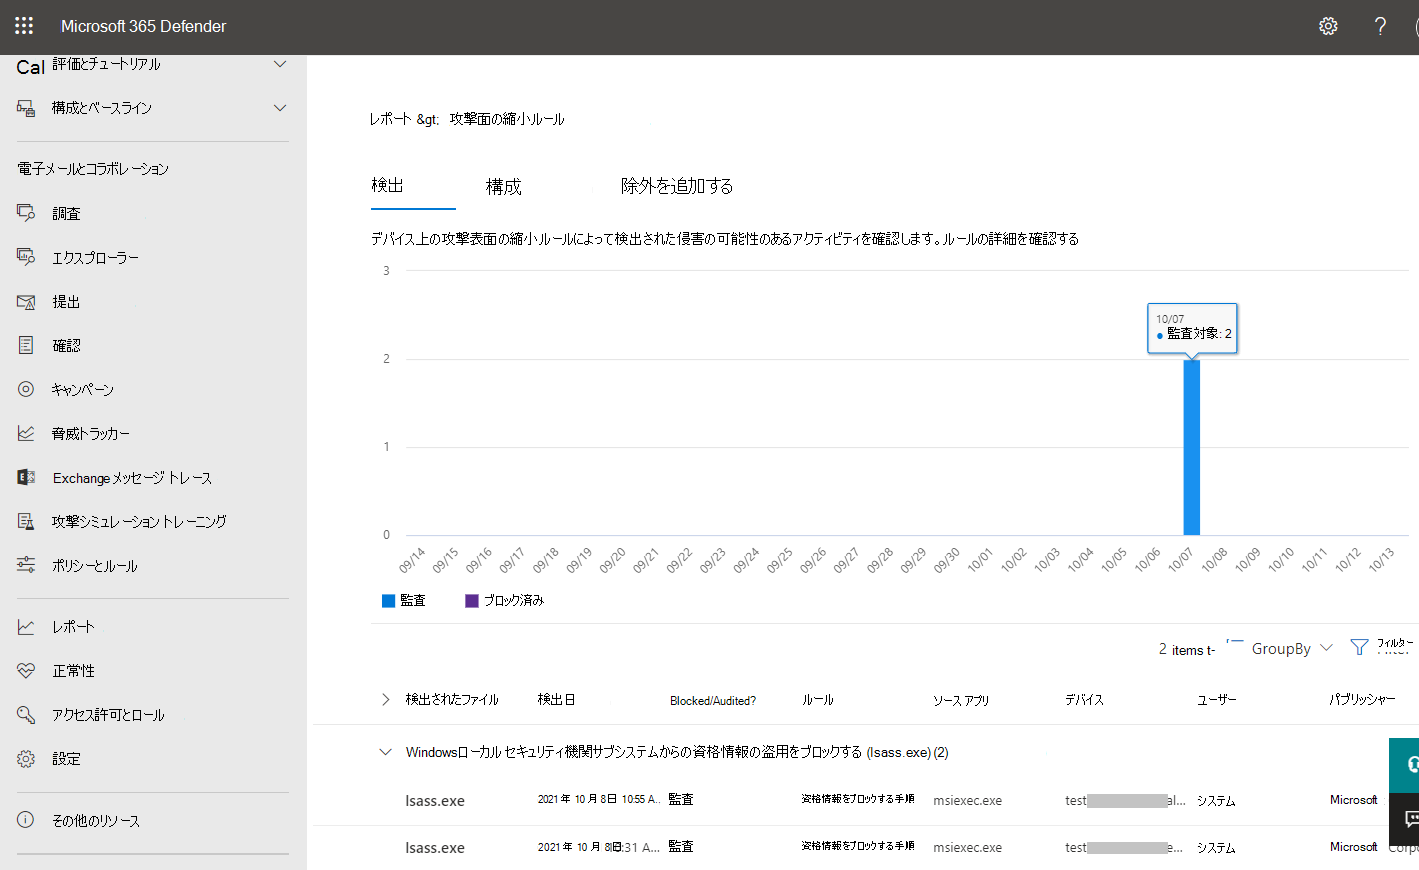 Microsoft 365 Defender
?
Cal 評価とチュートリアル
構成とベースライン
電子メールとコラボレーション
調査
エクスプローラー
提出
確認
キャンペーン
脅威トラッカー
Exchangeメッセージ トレース
攻撃シミュレーション トレーニング
ポリシーとルール
レポート
正常性
アクセス許可とロール
設定
その他のリソース
レポート &gt; 攻撃面の縮小ルール
検出 構成 除外を追加する
デバイス上の攻撃表面の縮小ルールによって検出された侵害の可能性のあるアクティビティを確認します。ルールの詳細を確認する
3
10/07
監査対象: 2
2
1
0
09/14 09/15 09/16 09/17 09/18 09/19 09/20 09/21 09/22 09/23 09/24 09/25 09/26 09/27 09/28 09/29 09/30 10/01 10/02 10/03 10/04 10/05 10/06 10/07 10/08 10/09 10/10 10/11 10/12 10/13
監査 ブロック済み
2 items t- GroupBy フィルター
検出されたファイル 検出日 Blocked/Audited? ルール ソース アプリ デバイス ユーザー パブリッシャー
Windowsローカル セキュリティ機関サブシステムからの資格情報の盗用をブロックする (lsass.exe) (2)
lsass.exe 2021 年 10 月 8日 10:55 A... 監査 資格情報をブロックする手順 msiexec.exe test al... システム Microsoft
lsass.exe 2021 年 10 月 8日 :31 A... 監査 資格情報をブロックする手順 msiexec.exe test e... システム Microsoft